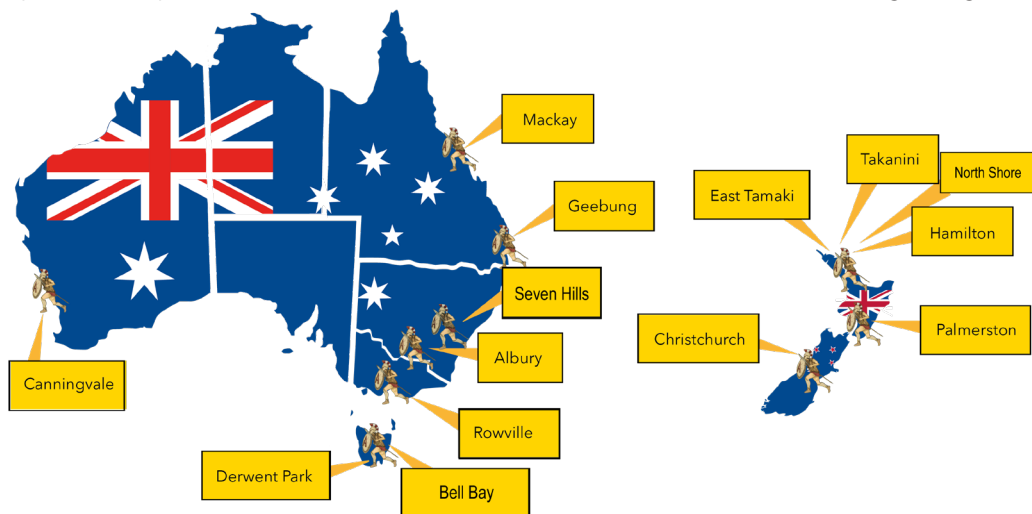 Mackay
Takanini
North Shore
East Tamaki
Geebung
Hamilton
Seven Hills
Christchurch
Palmerston
Albury
Canningvale
Rowville
Derwent Park
Bell Bay